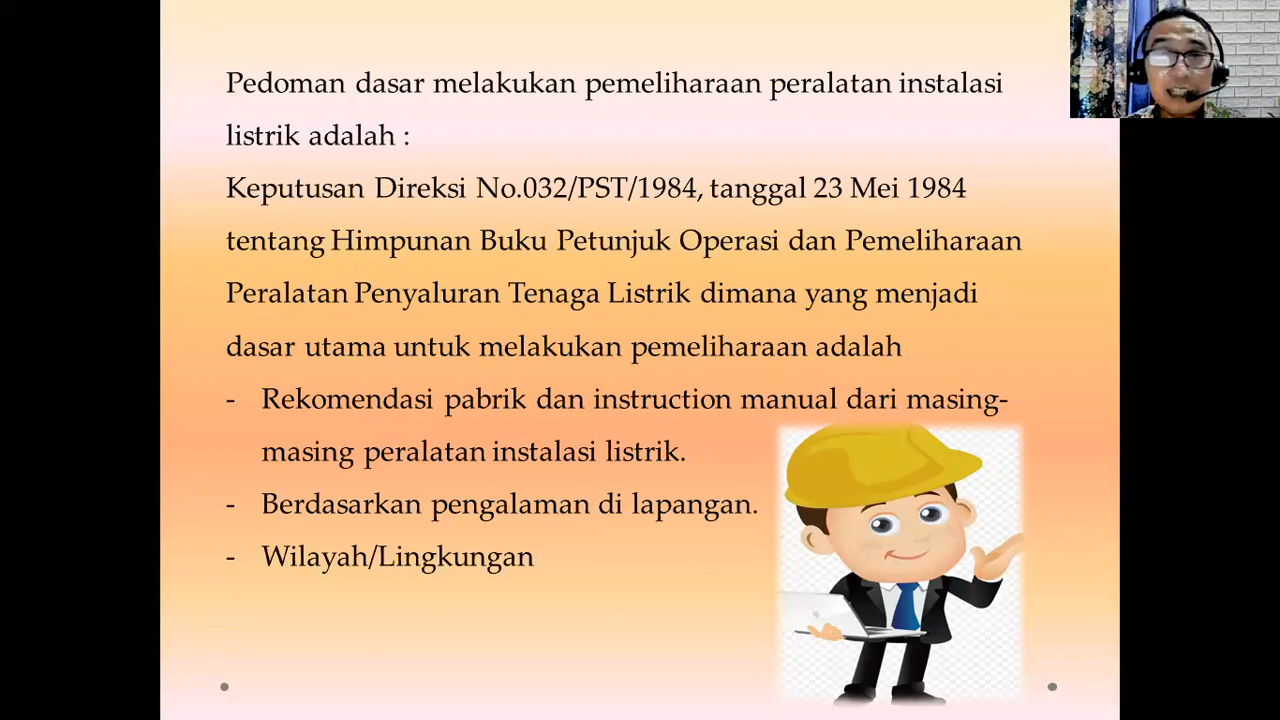 Pedoman dasar melakukan pemeliharaan peralatan instalasi
listrik adalah :
Keputusan Direksi No.032/PST/1984, tanggal 23 Mei 1984
tentang Himpunan Buku Petunjuk Operasi dan Pemeliharaan
Peralatan Penyaluran Tenaga Listrik dimana yang menjadi
dasar utama untuk melakukan pemeliharaan adalah
- Rekomendasi pabrik dan instruction manual dari masing-
masing peralatan instalasi listrik.
- Berdasarkan pengalaman di lapangan.
- Wilayah/Lingkungan